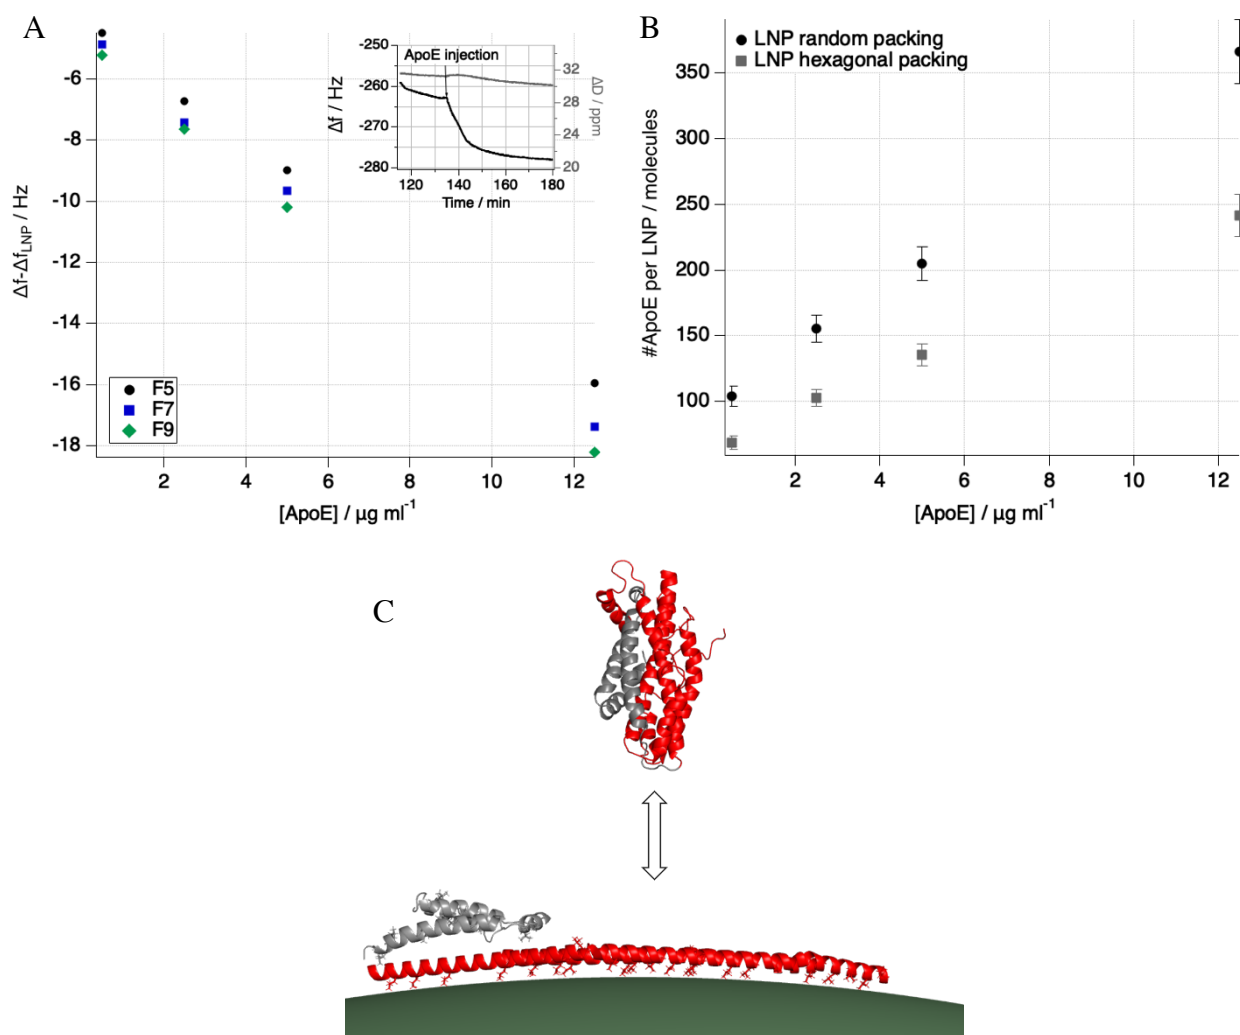 A
-6
-8
-10
-12
-14
-16
-18
Δf-Δf_LNP / Hz
2
4
6
8
10
12
[ApoE] / µg ml⁻¹
F5
F7
F9
ApoE injection
-250
-260
-270
-280
Δf / Hz
32
28
24
20
ΔD / ppm
120
140
160
180
Time / min
B
LNP random packing
LNP hexagonal packing
350
300
250
200
150
100
#ApoE per LNP / molecules
2
4
6
8
10
12
[ApoE] / µg ml⁻¹
C